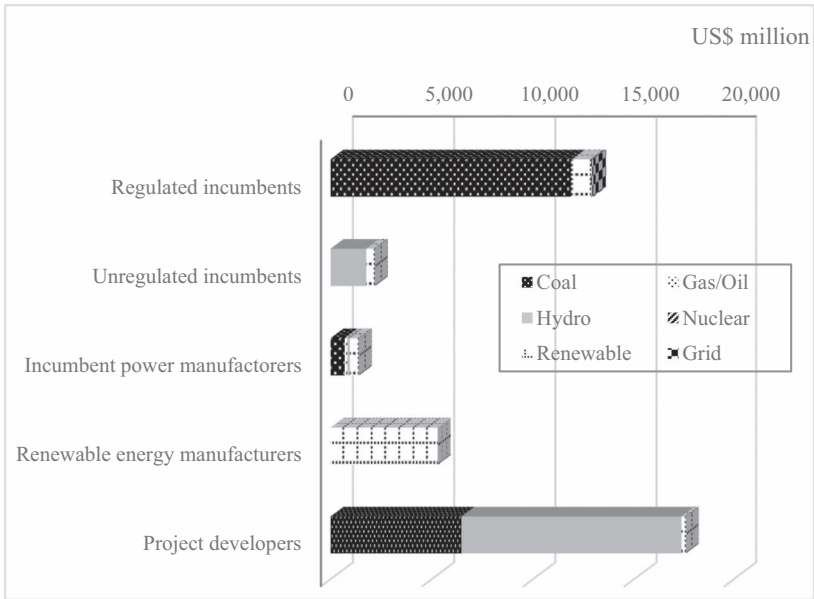 US$ million
0 5,000 10,000 15,000 20,000
Regulated incumbents
Unregulated incumbents
Incumbent power manufactorers
Renewable energy manufacturers
Project developers
Coal Gas/Oil
Hydro Nuclear
Renewable Grid